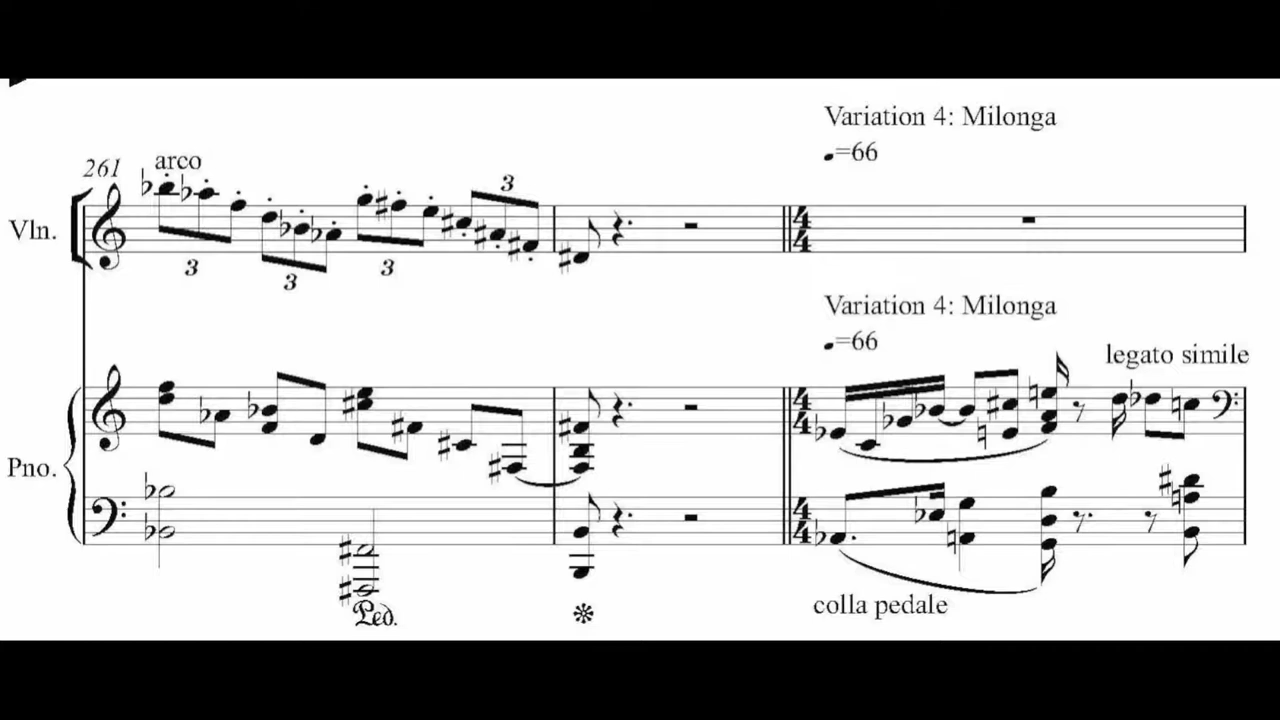 Variation 4: Milonga
♩=66
261
arco
3
Vln.
4
4
3
3
3
Variation 4: Milonga
♩=66
legato simile
4
4
Pno.
4
4
colla pedale
Ped.